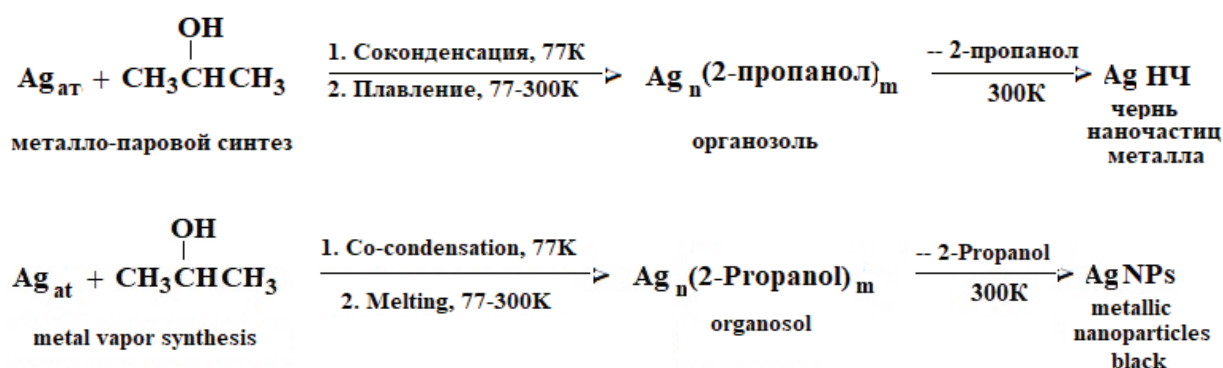 OH
1. Соконденсация, 77К
-- 2-пропанол
Ag ат + CH3CHCH3
Ag n(2-пропанол)m
Ag НЧ
2. Плавление, 77-300К
300К
чернь
металло-паровой синтез
органозоль
наночастиц
металла
OH
1. Co-condensation, 77K
-- 2-Propanol
Ag at + CH3CHCH3
Ag n(2-Propanol) m
Ag NPs
2. Melting, 77-300K
300К
metallic
metal vapor synthesis
organosol
nanoparticles
black